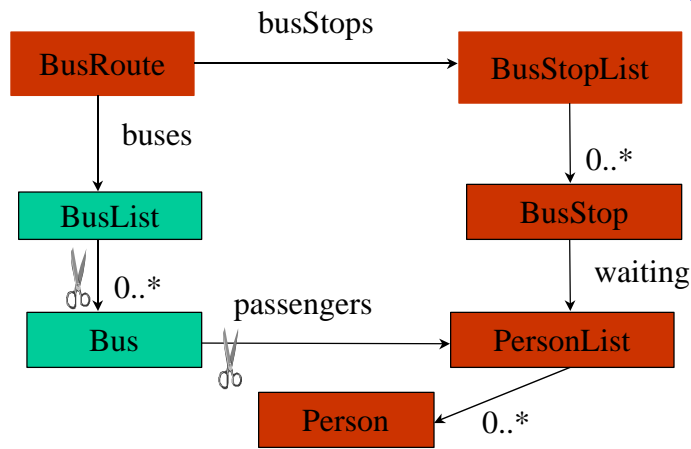 busStops
BusRoute
BusStopList
buses
0..*
BusList
BusStop
0..*
waiting
passengers
Bus
PersonList
Person
0..*